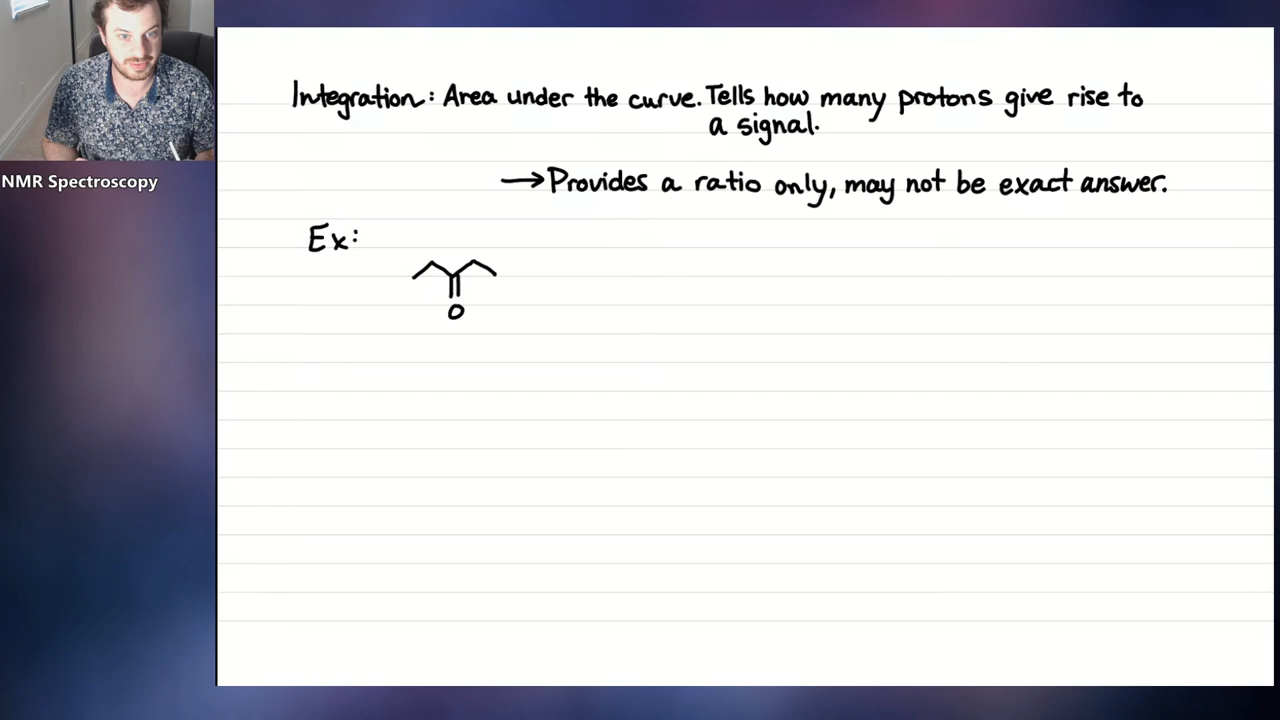 Integration: Area under the curve. Tells how many protons give rise to
a signal.
→ Provides a ratio only, may not be exact answer.
NMR Spectroscopy
Ex:
O